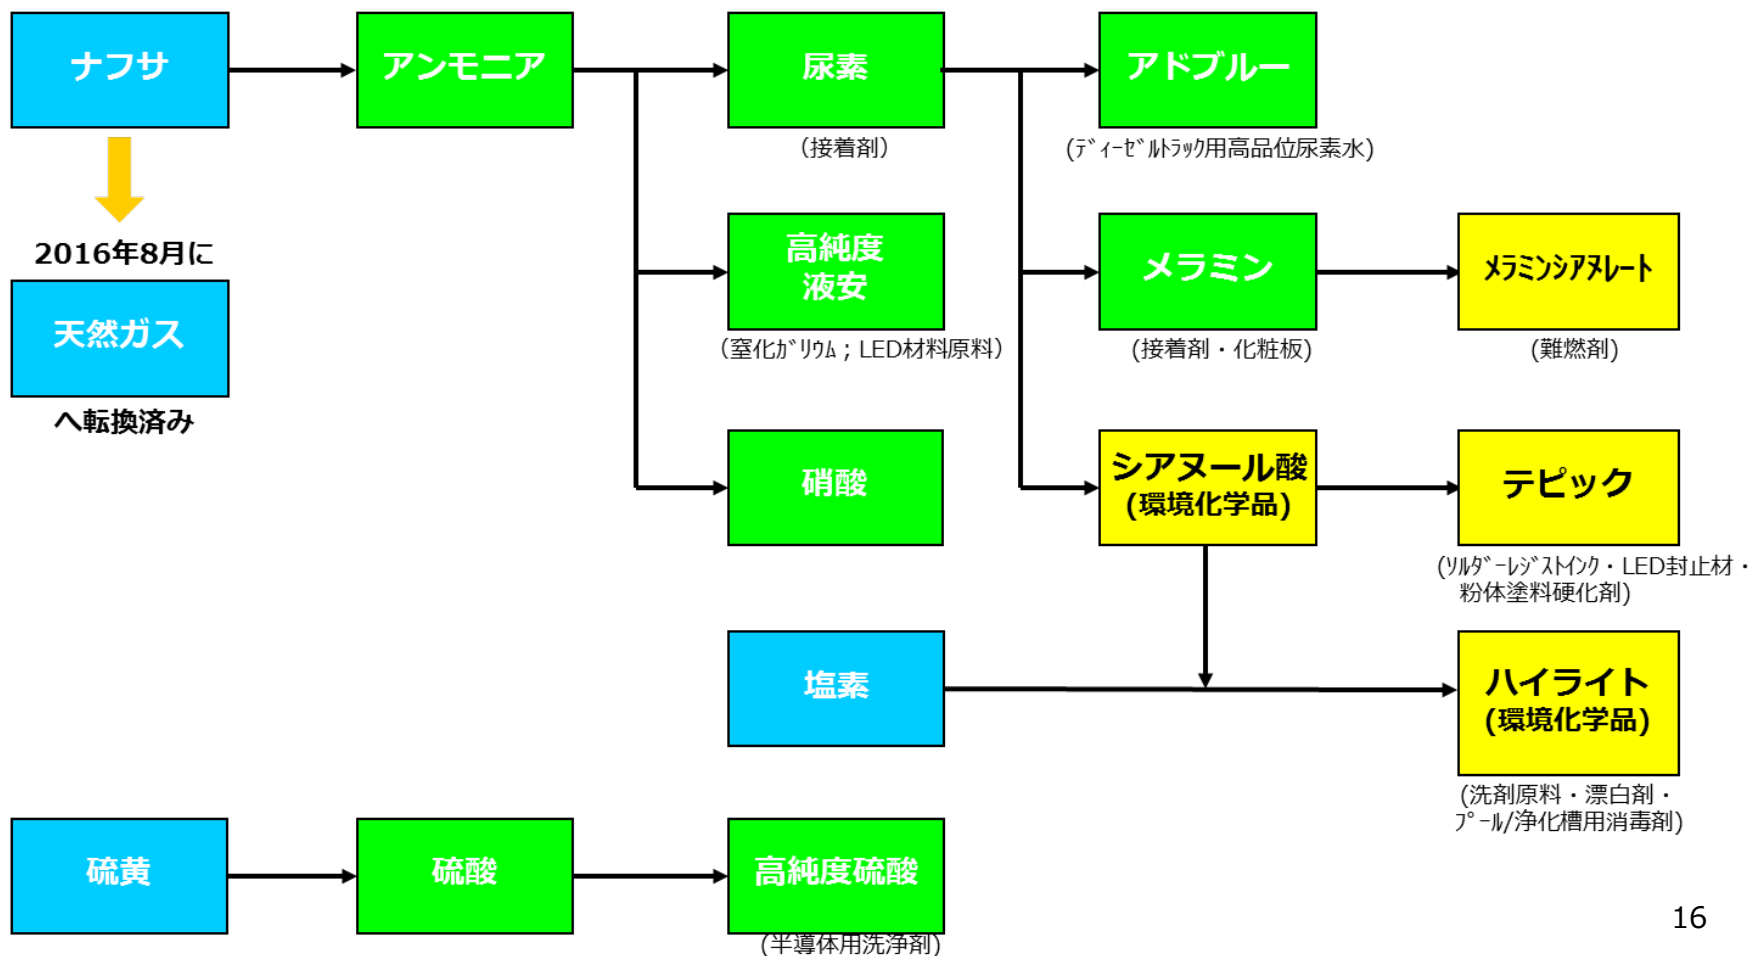 ナフサ
アンモニア
尿素
アドブルー
（接着剤）
(ﾃﾞｨｰｾﾞﾙﾄﾗｯｸ用高品位尿素水)
2016年8月に
天然ガス
へ転換済み
高純度
液安
（窒化ｶﾞﾘｳﾑ；LED材料原料）
メラミン
(接着剤・化粧板)
ﾒﾗﾐﾝｼｱﾇﾚｰﾄ
(難燃剤)
硝酸
シアヌール酸
(環境化学品)
テピック
(ｿﾙﾀﾞｰﾚｼﾞｽﾄｲﾝｸ・LED封止材・
粉体塗料硬化剤)
塩素
ハイライト
(環境化学品)
(洗剤原料・漂白剤・
ﾌﾟｰﾙ/浄化槽用消毒剤)
硫黄
硫酸
高純度硫酸
(半導体用洗浄剤)
16